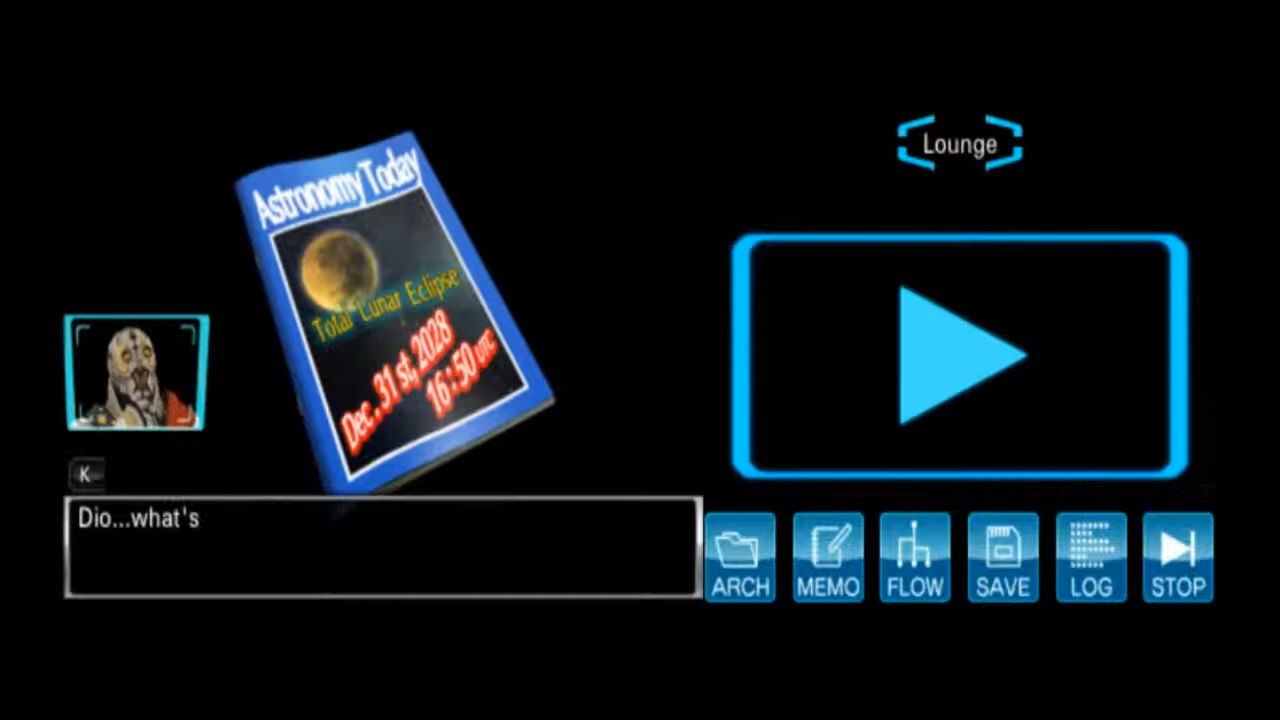 Astronomy Today
Total Lunar Eclipse
Dec. 31 st, 2028
16:50 UTC
Lounge
K
Dio...what's
ARCH
MEMO
FLOW
SAVE
LOG
STOP